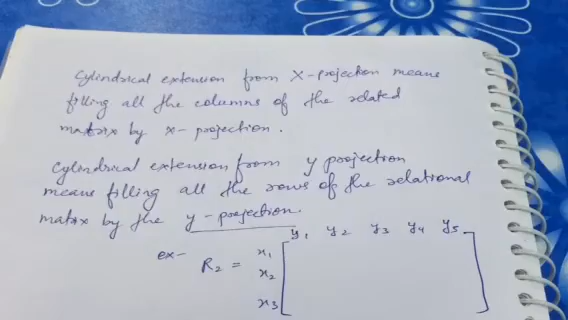 Cylindrical extension from X-projection means
filling all the columns of the related
matrix by x-projection.
Cylindrical extension from y projection
means filling all the rows of the relational
matrix by the y-projection.
y1 y2 y3 y4 y5
ex- R2 = x1
x2
x3